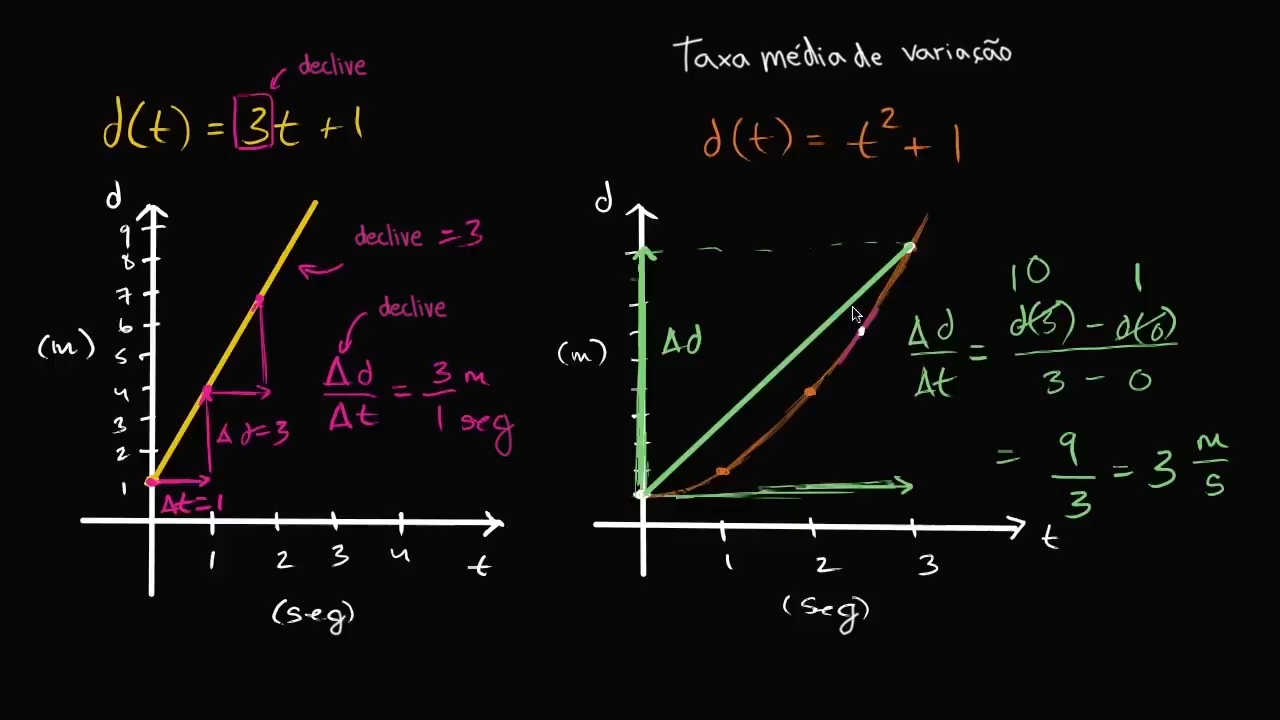 Taxa média de variação
declive
d(t) = 3t + 1
d(t) = t² + 1
d
9
8
7
6
5
4
3
2
1
(m)
declive = 3
declive
Δd/Δt = 3 m / 1 seg
Δd=3
Δt=1
1 2 3 4 t
(seg)
d
(m)
Δd
10 1
Δd/Δt = d(3) - d(0) / 3 - 0
= 9/3 = 3 m/s
1 2 3 t
(seg)